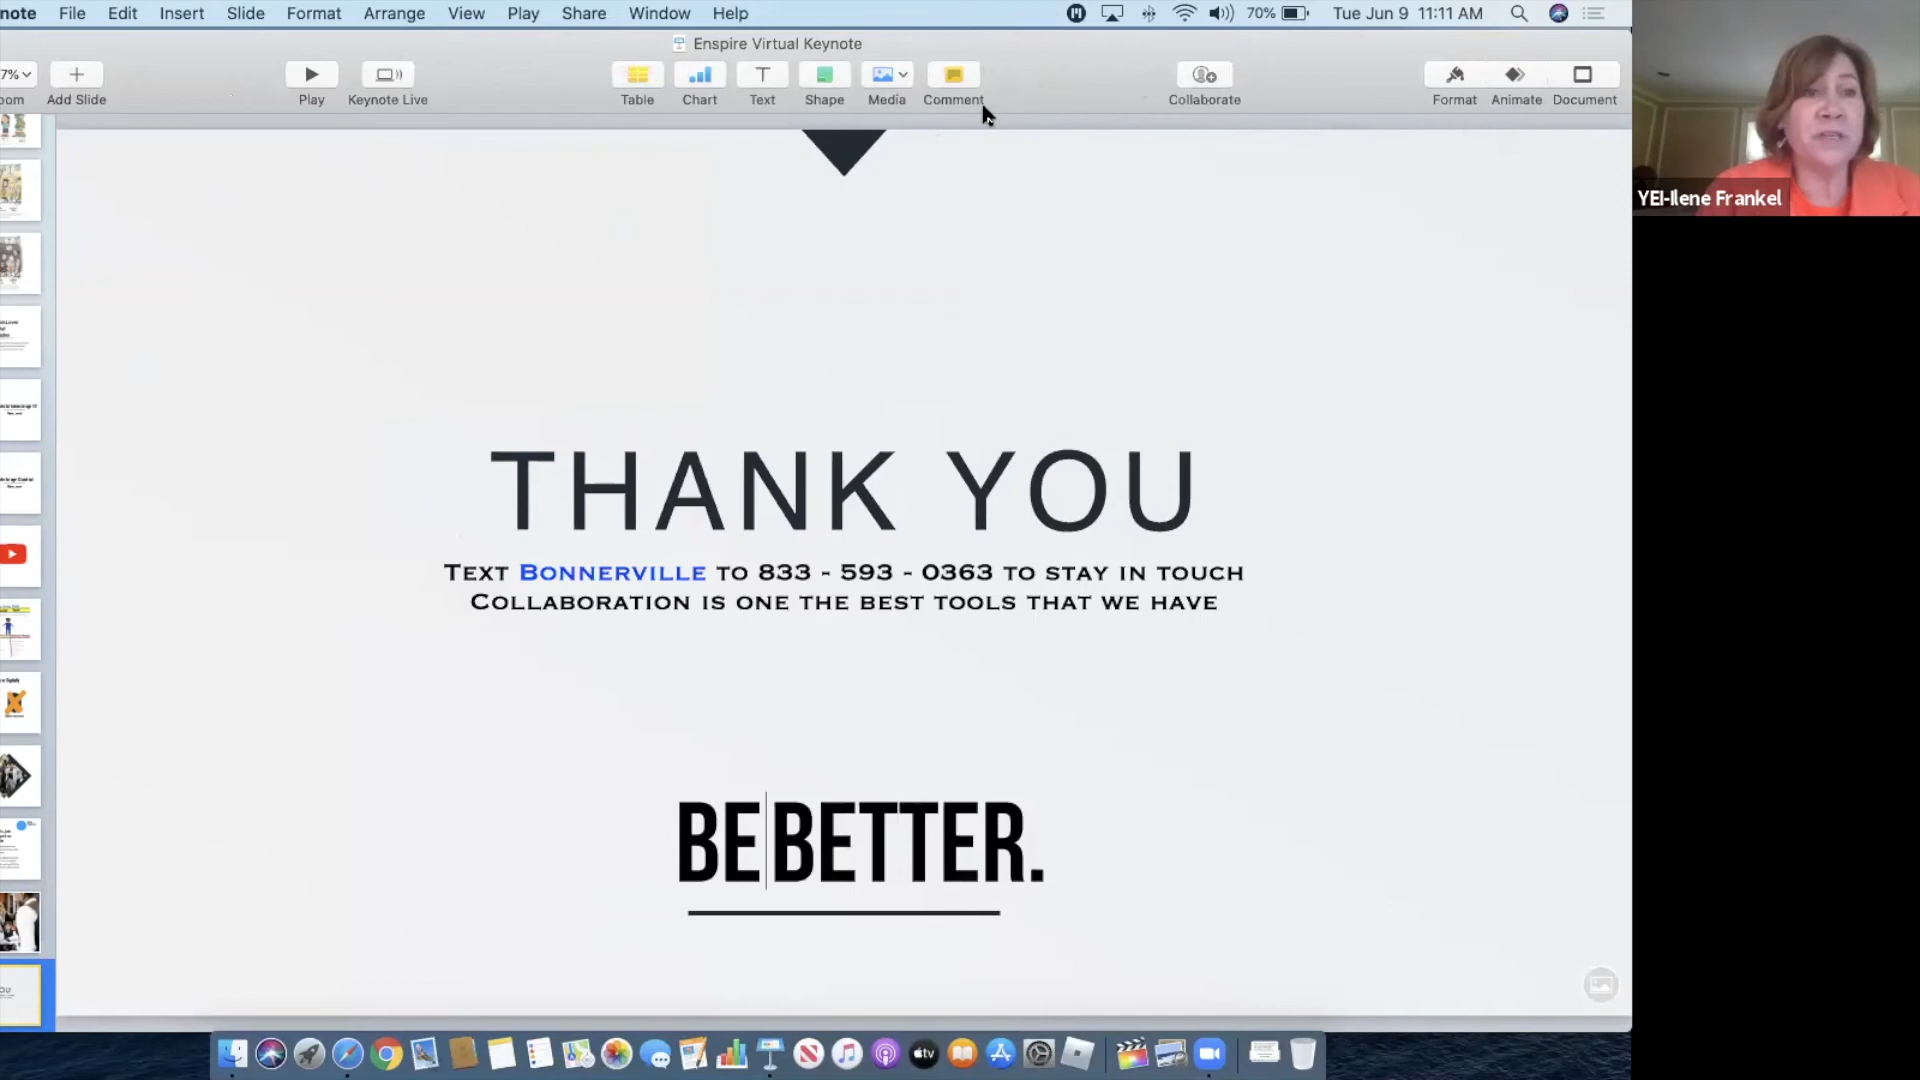 note File Edit Insert Slide Format Arrange View Play Share Window Help 70% Tue Jun 9 11:11 AM
Enspire Virtual Keynote
7%
oom Add Slide Play Keynote Live Table Chart Text Shape Media Comment Collaborate Format Animate Document
YEI-Ilene Frankel
THANK YOU
TEXT BONNERVILLE TO 833 - 593 - 0363 TO STAY IN TOUCH
COLLABORATION IS ONE THE BEST TOOLS THAT WE HAVE
BE BETTER.
tv